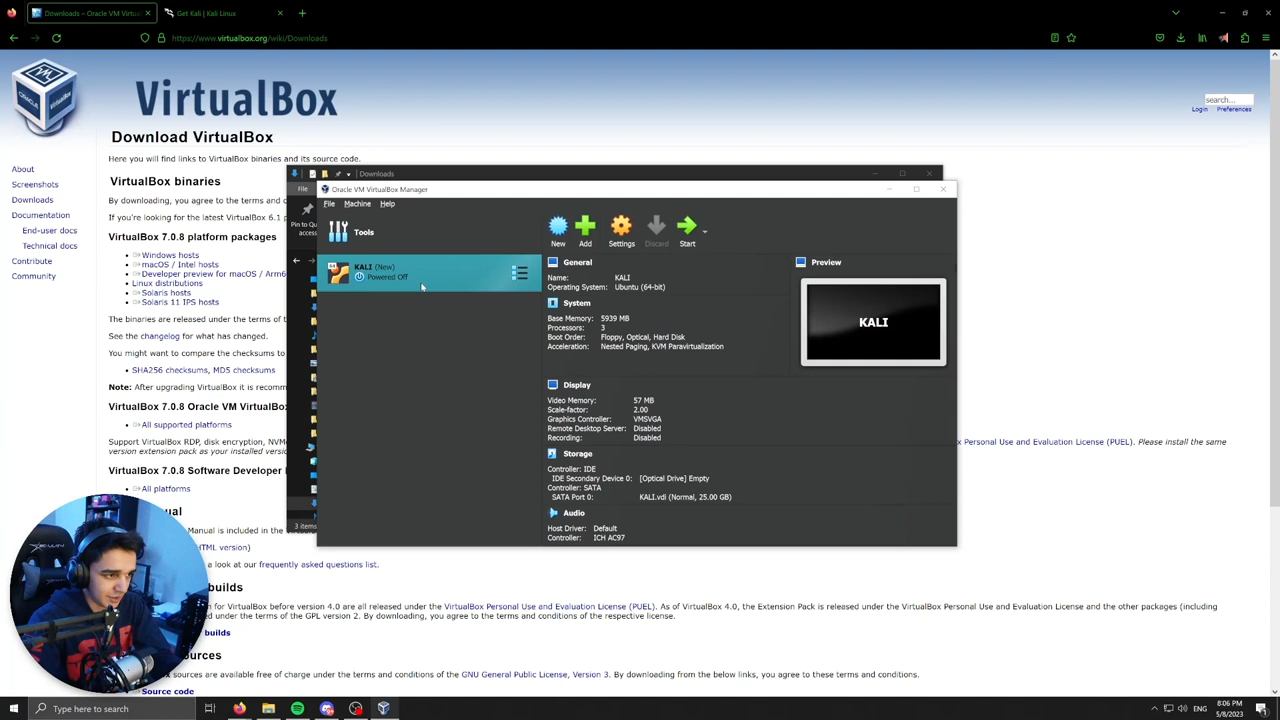 Downloads – Oracle VM Virtu
Get Kali | Kali Linux
https://www.virtualbox.org/wiki/Downloads
VirtualBox
search...
Login
Preferences
Download VirtualBox
Here you will find links to VirtualBox binaries and its source code.
About
Screenshots
Downloads
Documentation
End-user docs
Technical docs
Contribute
Community
VirtualBox binaries
By downloading, you agree to the terms and c
If you're looking for the latest VirtualBox 6.1 p
VirtualBox 7.0.8 platform packages
Windows hosts
macOS / Intel hosts
Developer preview for macOS / Arm6
Linux distributions
Solaris hosts
Solaris 11 IPS hosts
The binaries are released under the terms of t
See the changelog for what has changed.
You might want to compare the checksums to
SHA256 checksums, MD5 checksums
Note: After upgrading VirtualBox it is recomm
VirtualBox 7.0.8 Oracle VM VirtualBo
All supported platforms
Support VirtualBox RDP, disk encryption, NVMe
x Personal Use and Evaluation License (PUEL). Please install the same
version extension pack as your installed versi
VirtualBox 7.0.8 Software Developer
All platforms
ual
Manual is included in the
HTML version)
a look at our frequently asked questions list.
builds
n for VirtualBox before version 4.0 are all released under the VirtualBox Personal Use and Evaluation License (PUEL). As of VirtualBox 4.0, the Extension Pack is released under the VirtualBox Personal Use and Evaluation License and the other packages (including
under the terms of the GPL version 2. By downloading, you agree to the terms and conditions of the respective license.
builds
ources
sources are available free of charge under the terms and conditions of the GNU General Public License, Version 3. By downloading from the below links, you agree to these terms and conditions.
Source code
Downloads
File
Pin to Qu
access
3 items
Oracle VM VirtualBox Manager
File Machine Help
Tools
New Add Settings Discard Start
KALI (New)
Powered Off
General
Name: KALI
Operating System: Ubuntu (64-bit)
System
Base Memory: 5939 MB
Processors: 3
Boot Order: Floppy, Optical, Hard Disk
Acceleration: Nested Paging, KVM Paravirtualization
Preview
KALI
Display
Video Memory: 57 MB
Scale-factor: 2.00
Graphics Controller: VMSVGA
Remote Desktop Server: Disabled
Recording: Disabled
Storage
Controller: IDE
IDE Secondary Device 0: [Optical Drive] Empty
Controller: SATA
SATA Port 0: KALI.vdi (Normal, 25.00 GB)
Audio
Host Driver: Default
Controller: ICH AC97
Type here to search
ENG
8:06 PM
5/8/2023